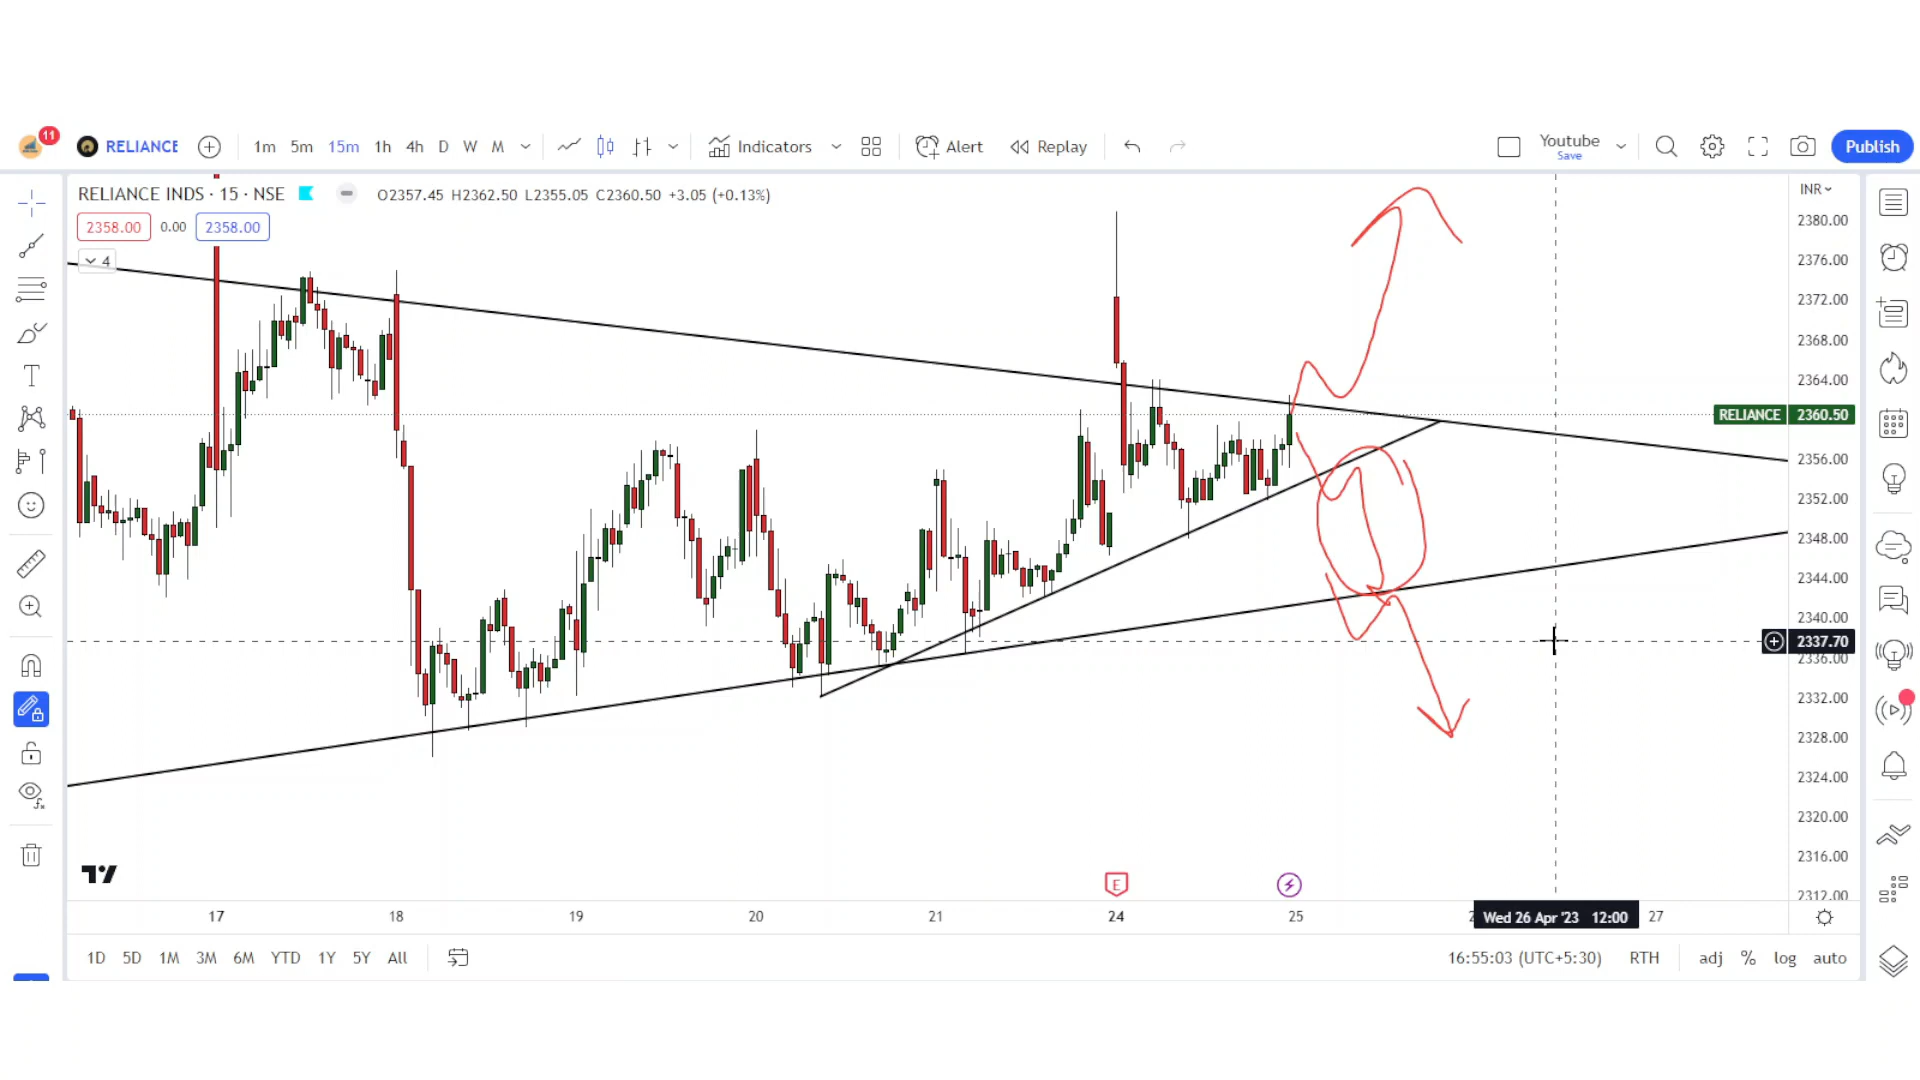 11
RELIANCE 1m 5m 15m 1h 4h D W M Indicators Alert Replay Youtube Save Publish
RELIANCE INDS · 15 · NSE O2357.45 H2362.50 L2355.05 C2360.50 +3.05 (+0.13%) INR
2358.00 0.00 2358.00
4
2380.00
2376.00
2372.00
2368.00
2364.00
RELIANCE 2360.50
2356.00
2352.00
2348.00
2344.00
2340.00
2337.70
2336.00
2332.00
2328.00
2324.00
2320.00
2316.00
2312.00
E
17 18 19 20 21 24 25 Wed 26 Apr '23 12:00 27
1D 5D 1M 3M 6M YTD 1Y 5Y All 16:55:03 (UTC+5:30) RTH adj % log auto